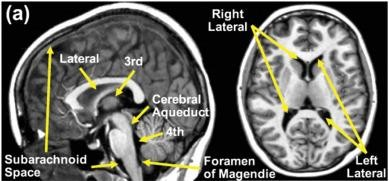 (a)
Lateral
3rd
Cerebral
Aqueduct
4th
Subarachnoid
Space
Foramen
of Magendie
Right
Lateral
Left
Lateral